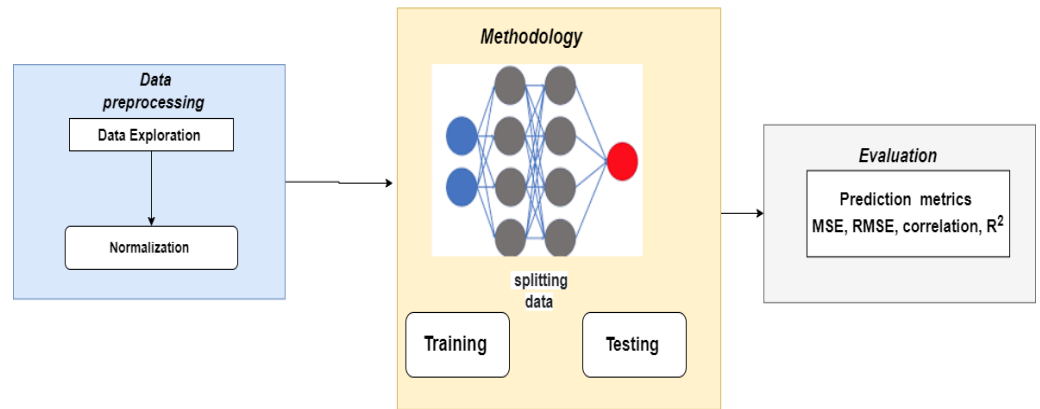 Data
preprocessing
Data Exploration
Normalization
Methodology
splitting
data
Training
Testing
Evaluation
Prediction metrics
MSE, RMSE, correlation, R²